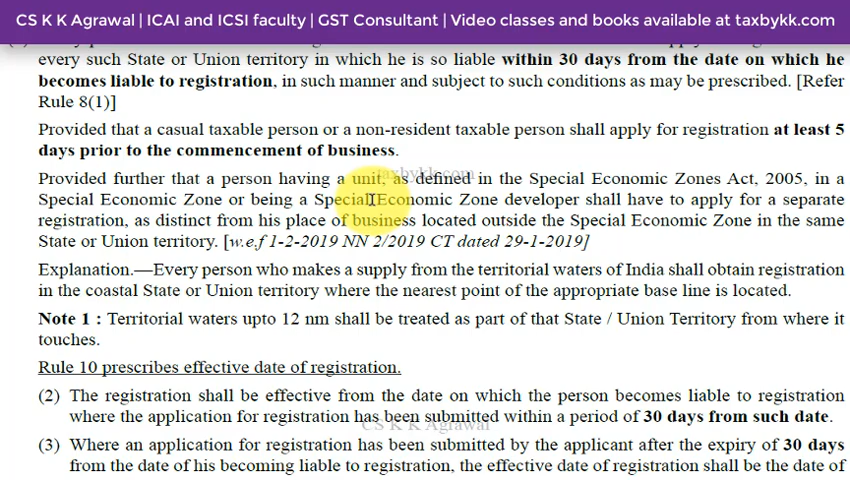 CS K K Agrawal | ICAI and ICSI faculty | GST Consultant | Video classes and books available at taxbykk.com
every such State or Union territory in which he is so liable within 30 days from the date on which he
becomes liable to registration, in such manner and subject to such conditions as may be prescribed. [Refer
Rule 8(1)]
Provided that a casual taxable person or a non-resident taxable person shall apply for registration at least 5
days prior to the commencement of business.
taxbykk.com
Provided further that a person having a unit, as defined in the Special Economic Zones Act, 2005, in a
Special Economic Zone or being a Special Economic Zone developer shall have to apply for a separate
registration, as distinct from his place of business located outside the Special Economic Zone in the same
State or Union territory. [w.e.f 1-2-2019 NN 2/2019 CT dated 29-1-2019]
Explanation.—Every person who makes a supply from the territorial waters of India shall obtain registration
in the coastal State or Union territory where the nearest point of the appropriate base line is located.
Note 1 : Territorial waters upto 12 nm shall be treated as part of that State / Union Territory from where it
touches.
Rule 10 prescribes effective date of registration.
(2) The registration shall be effective from the date on which the person becomes liable to registration
where the application for registration has been submitted within a period of 30 days from such date.
CS K K Agrawal
(3) Where an application for registration has been submitted by the applicant after the expiry of 30 days
from the date of his becoming liable to registration, the effective date of registration shall be the date of